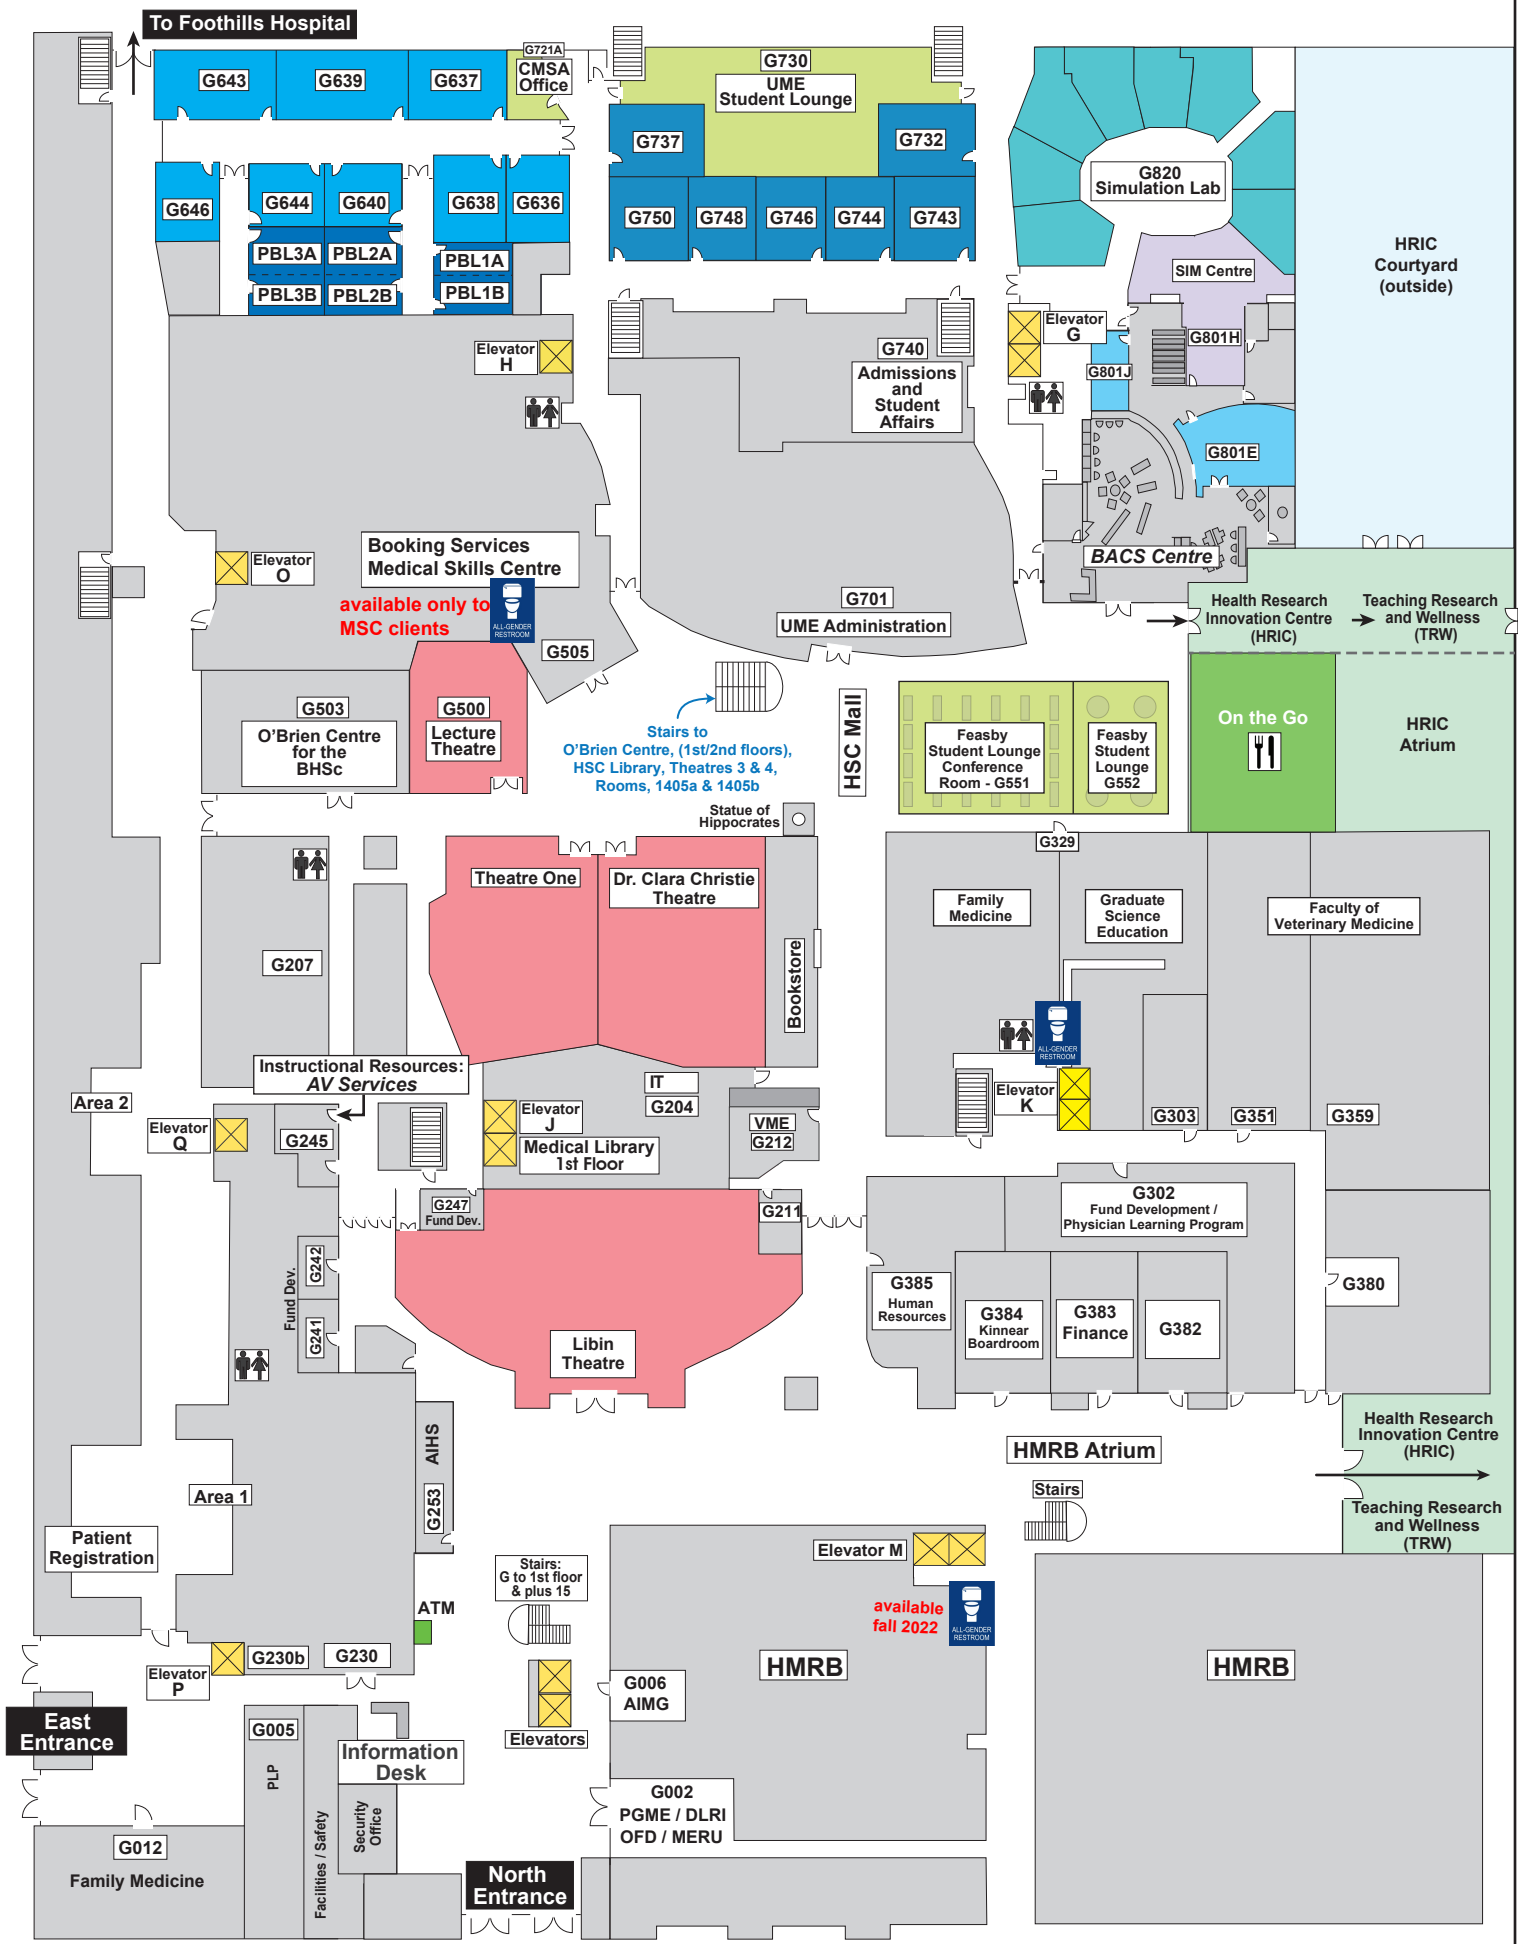 To Foothills Hospital
G643
G639
G637
G721A
CMSA
Office
G730
UME
Student Lounge
G737
G732
G820
Simulation Lab
G646
G644
G640
G638
G636
G750
G748
G746
G744
G743
PBL3A
PBL2A
PBL1A
PBL3B
PBL2B
PBL1B
SIM Centre
HRIC
Courtyard
(outside)
Elevator
H
G740
Admissions
and
Student
Affairs
Elevator
G
G801H
G801J
G801E
BACS Centre
Elevator
O
Booking Services
Medical Skills Centre
available only to
MSC clients
ALL-GENDER
RESTROOM
G505
G701
UME Administration
Health Research
Innovation Centre
(HRIC)
Teaching Research
and Wellness
(TRW)
G503
O'Brien Centre
for the
BHSc
G500
Lecture
Theatre
Stairs to
O'Brien Centre, (1st/2nd floors),
HSC Library, Theatres 3 & 4,
Rooms, 1405a & 1405b
HSC Mall
Feasby
Student Lounge
Conference
Room - G551
Feasby
Student
Lounge
G552
On the Go
HRIC
Atrium
Statue of
Hippocrates
G329
Theatre One
Dr. Clara Christie
Theatre
Bookstore
G207
Family
Medicine
Graduate
Science
Education
Faculty of
Veterinary Medicine
ALL-GENDER
RESTROOM
Instructional Resources:
AV Services
IT
G204
Area 2
Elevator
Q
G245
Elevator
J
Medical Library
1st Floor
VME
G212
Elevator
K
G303
G351
G359
G247
Fund Dev.
G211
G302
Fund Development /
Physician Learning Program
Fund Dev.
G242
G241
G385
Human
Resources
G384
Kinnear
Boardroom
G383
Finance
G382
G380
Libin
Theatre
AIHS
G253
Area 1
Patient
Registration
HMRB Atrium
Stairs
Health Research
Innovation Centre
(HRIC)
Teaching Research
and Wellness
(TRW)
Stairs:
G to 1st floor
& plus 15
Elevator M
available
fall 2022
ALL-GENDER
RESTROOM
ATM
Elevator
P
G230b
G230
HMRB
HMRB
G006
AIMG
East
Entrance
G005
PLP
Information
Desk
Elevators
Facilities / Safety
Security
Office
G002
PGME / DLRI
OFD / MERU
G012
Family Medicine
North
Entrance